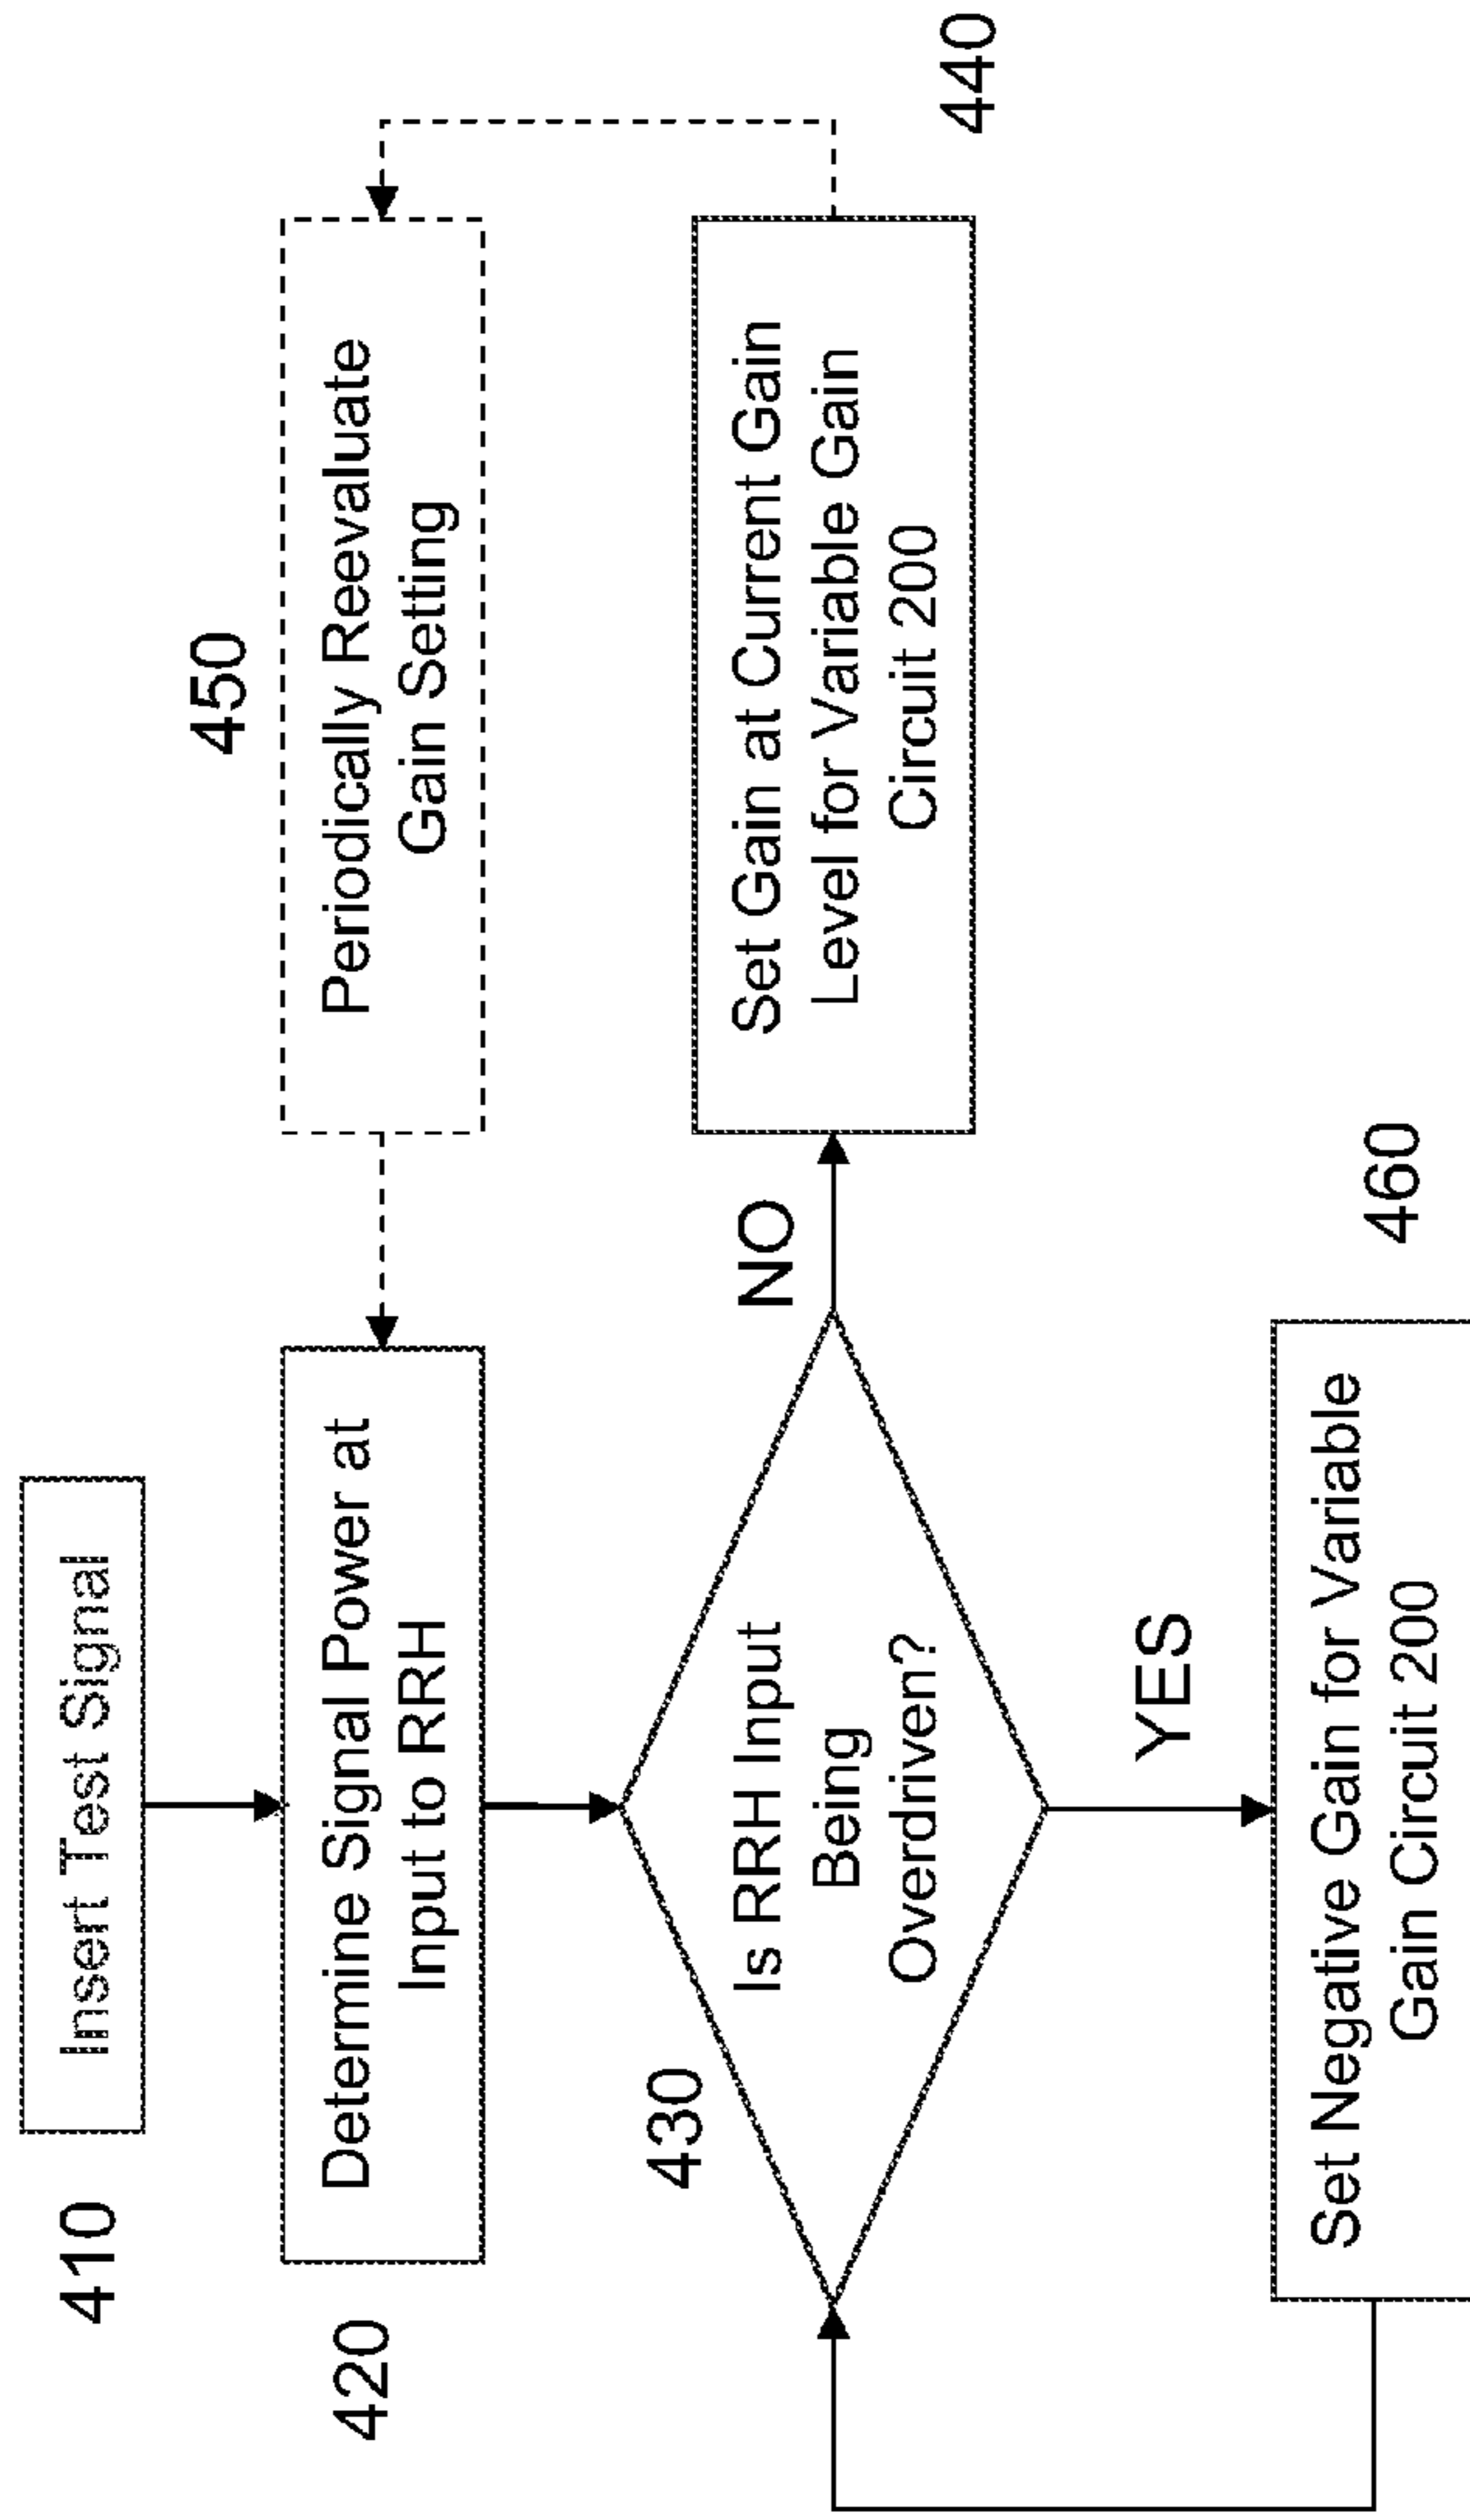 410
Insert Test Signal
420
Determine Signal Power at
Input to RRH
450
Periodically Reevaluate
Gain Setting
430
Is RRH Input
Being
Overdriven?
NO
Set Gain at Current Gain
Level for Variable Gain
Circuit 200
440
YES
Set Negative Gain for Variable
Gain Circuit 200
460